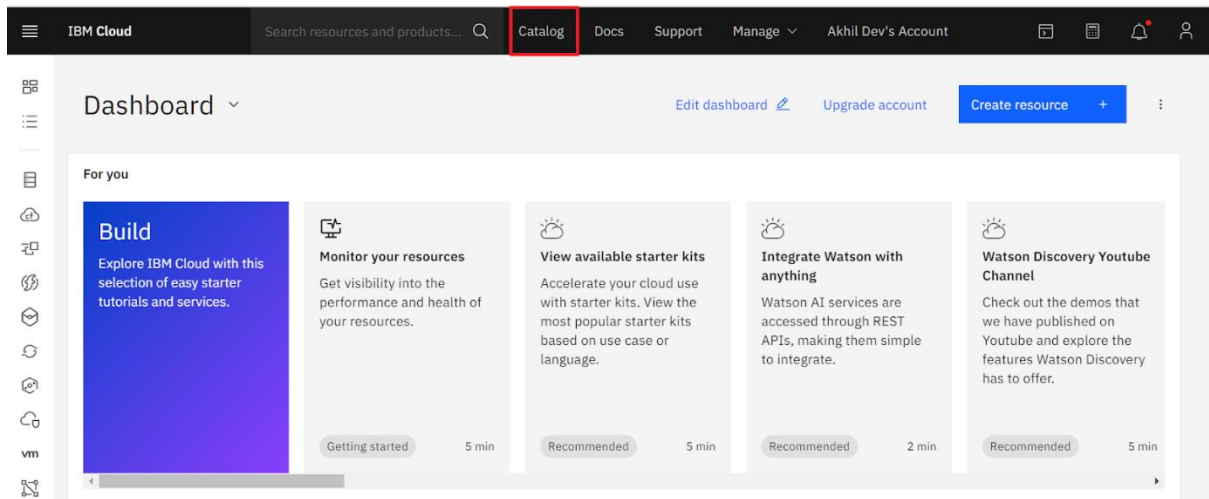 IBM Cloud
Search resources and products...
Catalog
Docs
Support
Manage
Akhil Dev's Account
Dashboard
Edit dashboard
Upgrade account
Create resource +
For you
Build
Explore IBM Cloud with this
selection of easy starter
tutorials and services.
Monitor your resources
Get visibility into the
performance and health of
your resources.
Getting started
5 min
View available starter kits
Accelerate your cloud use
with starter kits. View the
most popular starter kits
based on use case or
language.
Recommended
5 min
Integrate Watson with
anything
Watson AI services are
accessed through REST
APIs, making them simple
to integrate.
Recommended
2 min
Watson Discovery Youtube
Channel
Check out the demos that
we have published on
Youtube and explore the
features Watson Discovery
has to offer.
Recommended
5 min
cf
vm